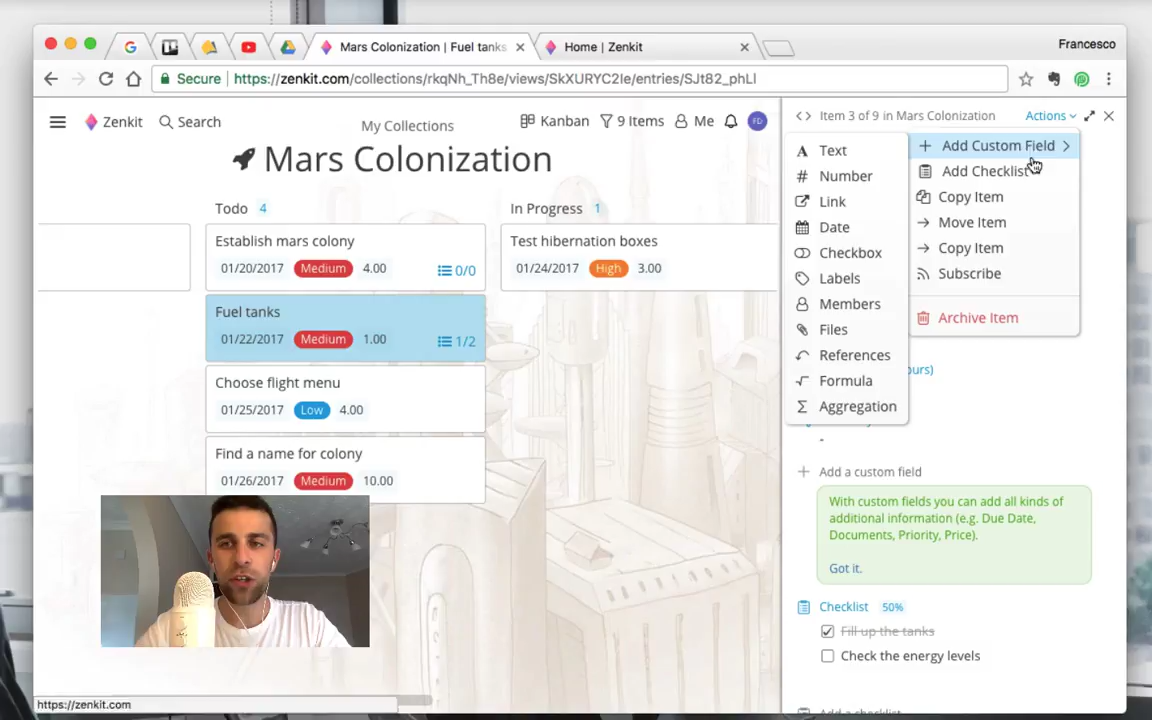 Mars Colonization | Fuel tanks
Home | Zenkit
Francesco
Secure
https://zenkit.com/collections/rkqNh_Th8e/views/SkXURYC2Ie/entries/SJt82_phLl
Zenkit
Search
My Collections
Kanban
9 Items
Me
FD
Item 3 of 9 in Mars Colonization
Actions
Mars Colonization
Add Custom Field
Add Checklist
Copy Item
Move Item
Copy Item
Subscribe
Archive Item
Text
Number
Link
Date
Checkbox
Labels
Members
Files
References
Formula
Aggregation
Todo 4
Establish mars colony
01/20/2017 Medium 4.00 0/0
Fuel tanks
01/22/2017 Medium 1.00 1/2
Choose flight menu
01/25/2017 Low 4.00
Find a name for colony
01/26/2017 Medium 10.00
In Progress 1
Test hibernation boxes
01/24/2017 High 3.00
ours)
-
Add a custom field
With custom fields you can add all kinds of
additional information (e.g. Due Date,
Documents, Priority, Price).
Got it.
Checklist 50%
Fill up the tanks
Check the energy levels
Add a checklist
https://zenkit.com